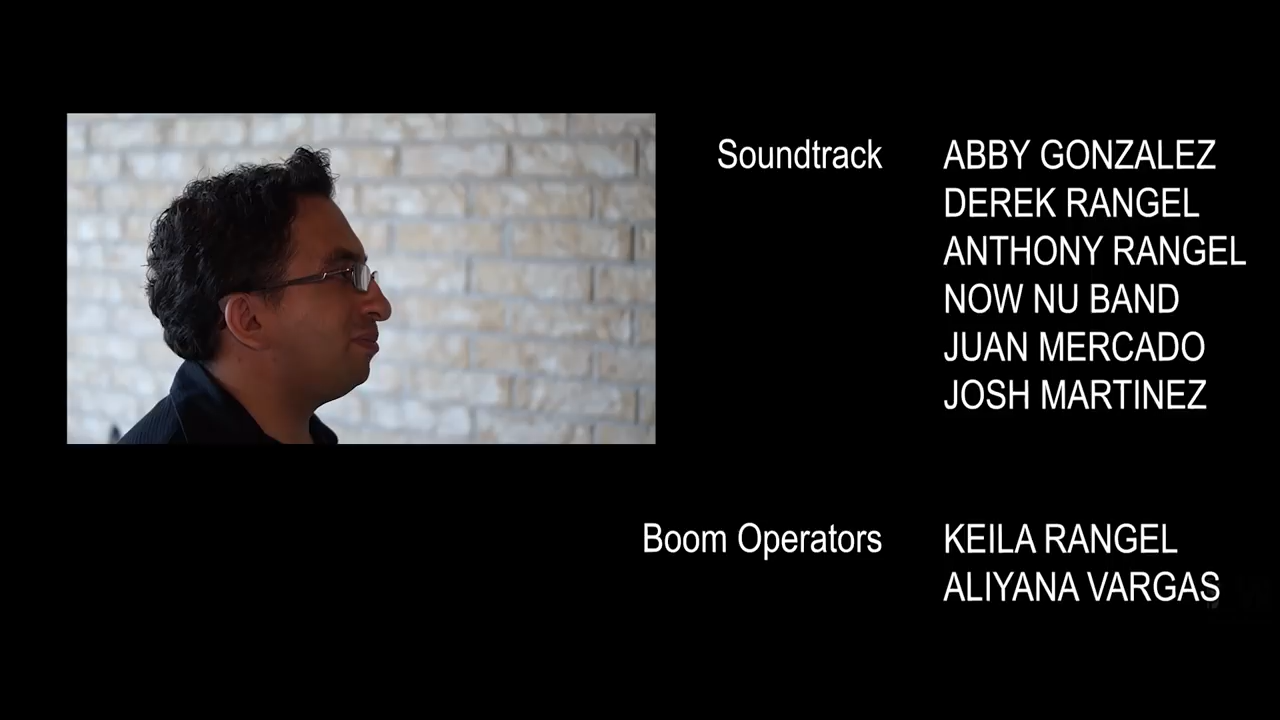 Soundtrack ABBY GONZALEZ
DEREK RANGEL
ANTHONY RANGEL
NOW NU BAND
JUAN MERCADO
JOSH MARTINEZ
Boom Operators KEILA RANGEL
ALIYANA VARGAS